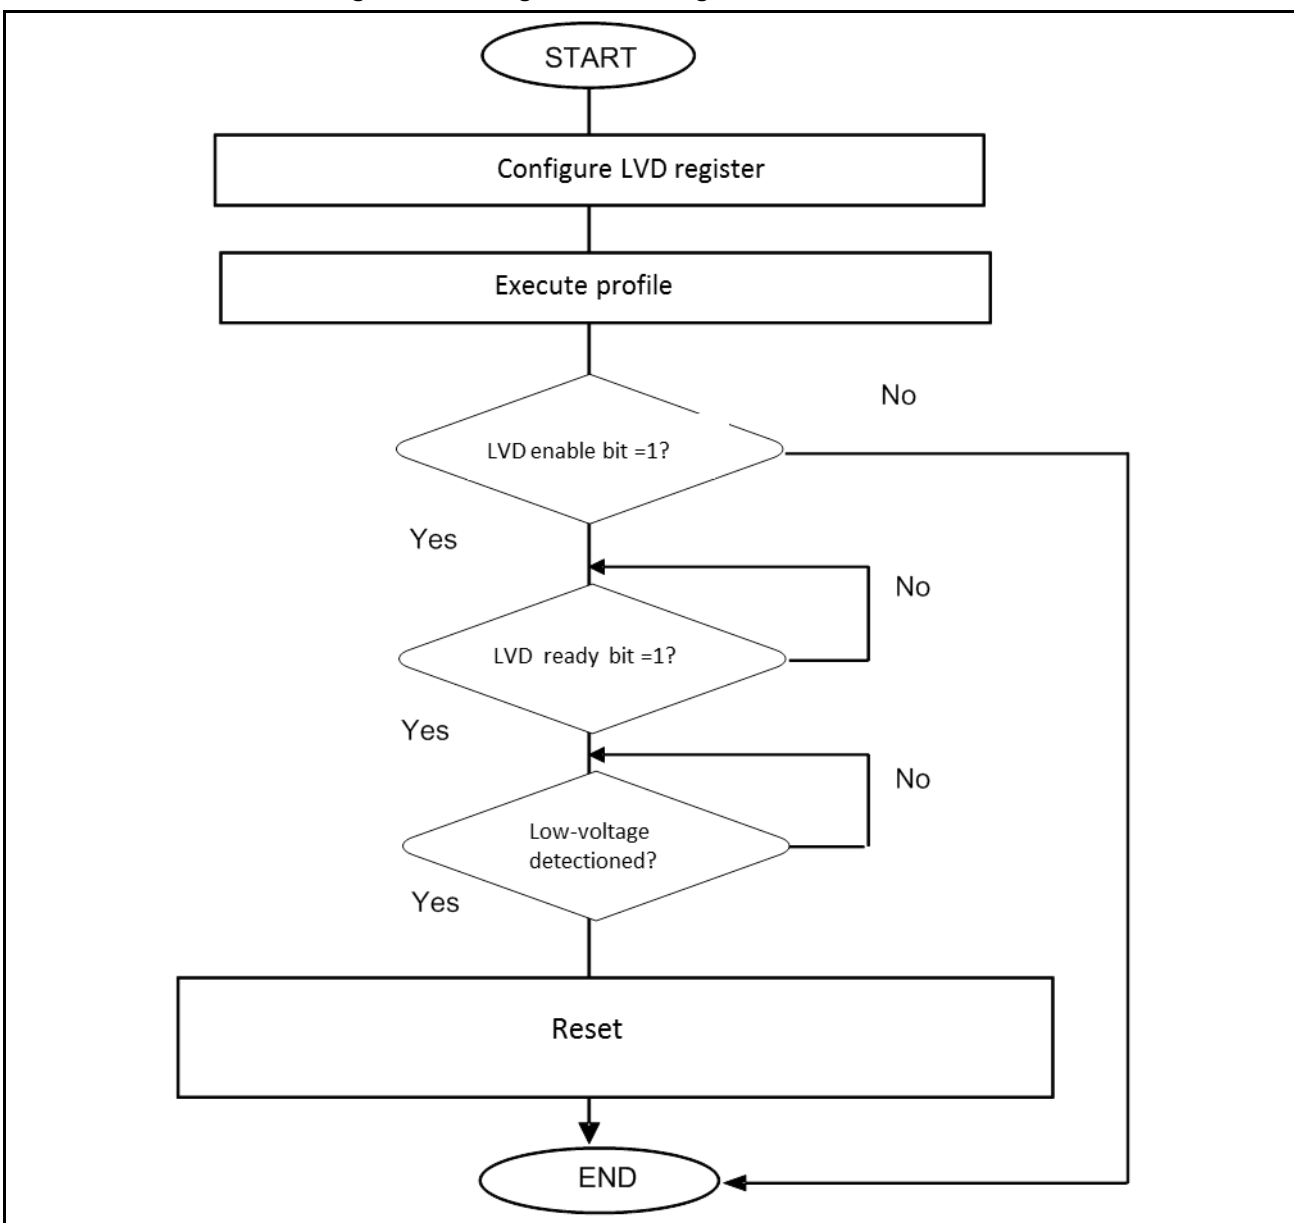 START
Configure LVD register
Execute profile
No
LVD enable bit =1?
Yes
No
LVD ready bit =1?
Yes
No
Low-voltage
detectioned?
Yes
Reset
END